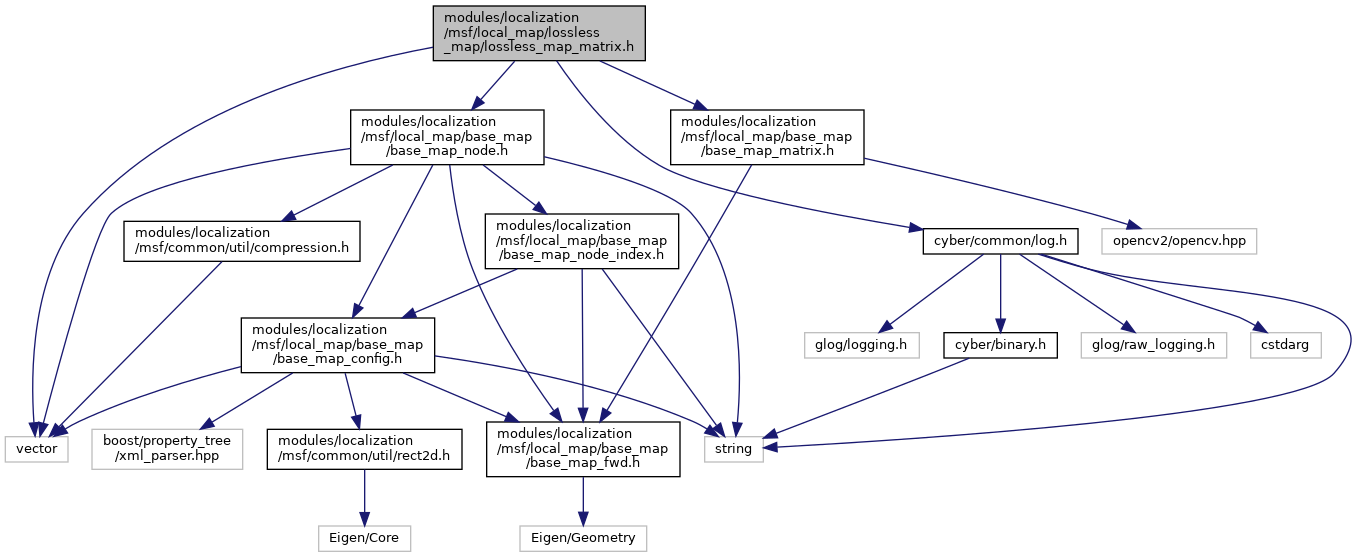 modules/localization
/msf/local_map/lossless
_map/lossless_map_matrix.h
modules/localization
/msf/local_map/base_map
/base_map_node.h
modules/localization
/msf/local_map/base_map
/base_map_matrix.h
modules/localization
/msf/common/util/compression.h
modules/localization
/msf/local_map/base_map
/base_map_node_index.h
cyber/common/log.h
opencv2/opencv.hpp
modules/localization
/msf/local_map/base_map
/base_map_config.h
glog/logging.h
cyber/binary.h
glog/raw_logging.h
cstdarg
vector
boost/property_tree
/xml_parser.hpp
modules/localization
/msf/common/util/rect2d.h
modules/localization
/msf/local_map/base_map
/base_map_fwd.h
string
Eigen/Core
Eigen/Geometry